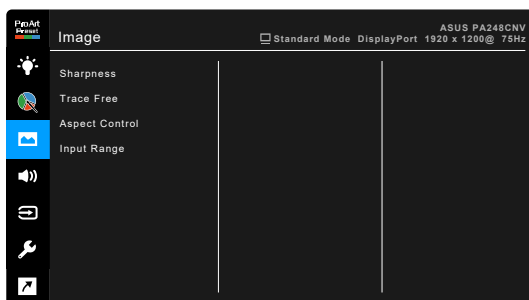 ProArt
Preset
Image
ASUS PA248CNV
Standard Mode DisplayPort 1920 x 1200@ 75Hz
Sharpness
Trace Free
Aspect Control
Input Range